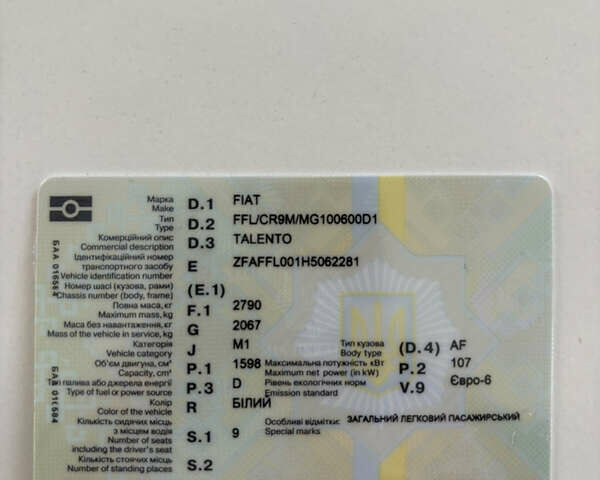 Марка D.1 FIAT
Make
Тип D.2 FFL/CR9M/MG100600D1
Type
Комерційний опис D.3 TALENTO
Commercial description
Ідентифікаційний номер
транспортного засобу E ZFAFFL001H5062281
Vehicle identification number
Номер шасі (кузова, рами) (E.1)
Chassis number (body, frame)
Повна маса, кг F.1 2790
Maximum mass, kg
Маса без навантаження, кг G 2067
Mass of the vehicle in service, kg
Категорія J M1 Тип кузова (D.4) AF
Vehicle category Body type
Об'єм двигуна, см³ P.1 1598 Максимальна потужність кВт P.2 107
Capacity, cm³ Maximum net power (in kW)
Тип палива або джерела енергії P.3 D Рівень екологічних норм V.9 Євро-6
Type of fuel or power source Emission standard
Колір R БІЛИЙ
Color of the vehicle
Кількість сидячих місць Особливі відмітки: ЗАГАЛЬНИЙ ЛЕГКОВИЙ ПАСАЖИРСЬКИЙ
з місцем водія S.1 9 Special marks
Number of seats
including the driver's seat
Кількість стоячих місць S.2
Number of standing places
БАА 016584
БАА 016584